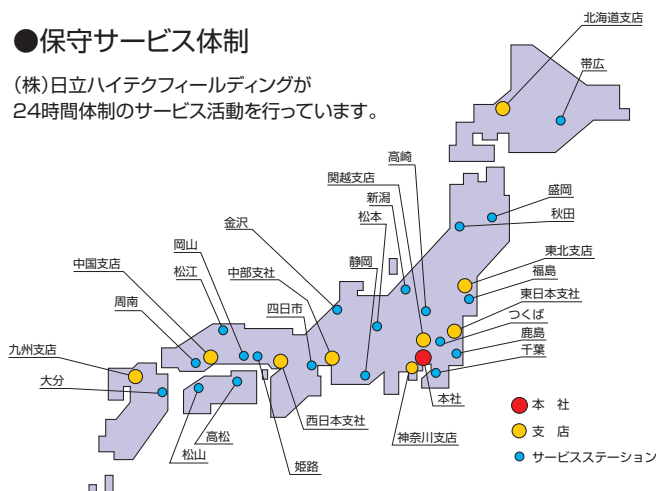 ●保守サービス体制
(株)日立ハイテクフィールディングが
24時間体制のサービス活動を行っています。
北海道支店
帯広
高崎
関越支店
新潟
松本
盛岡
秋田
金沢
静岡
東北支店
岡山
中国支店
松江
中部支社
福島
東日本支社
周南
四日市
つくば
鹿島
九州支店
千葉
大分
本社
西日本支社
高松
神奈川支店
松山
姫路
本 社
支 店
サービスステーション